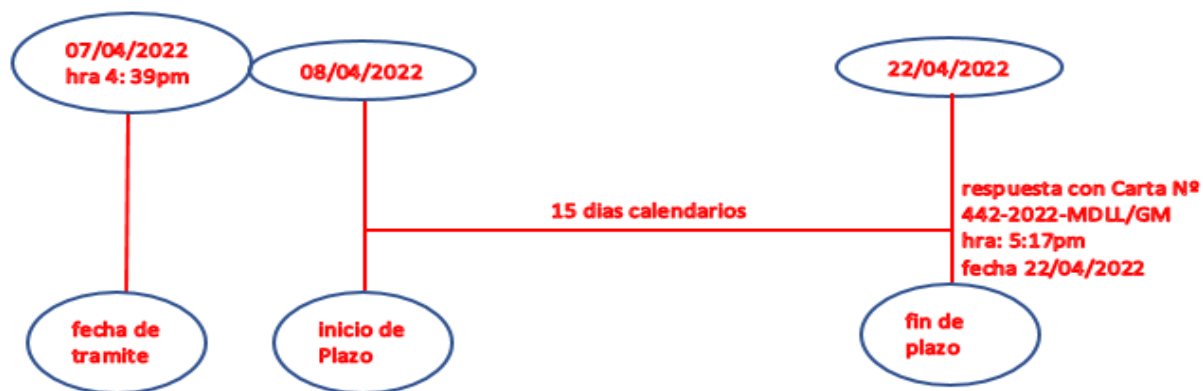 07/04/2022
hra 4: 39pm
08/04/2022
22/04/2022
15 dias calendarios
respuesta con Carta Nº
442-2022-MDLL/GM
hra: 5:17pm
fecha 22/04/2022
fecha de
tramite
inicio de
Plazo
fin de
plazo